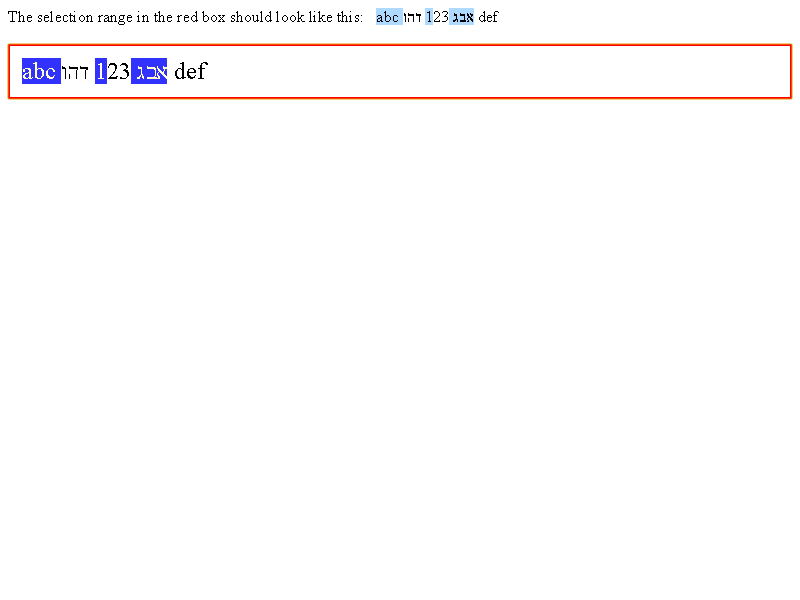 The selection range in the red box should look like this: abc אבג 123 דהו def
abc אבג 123 דהו def